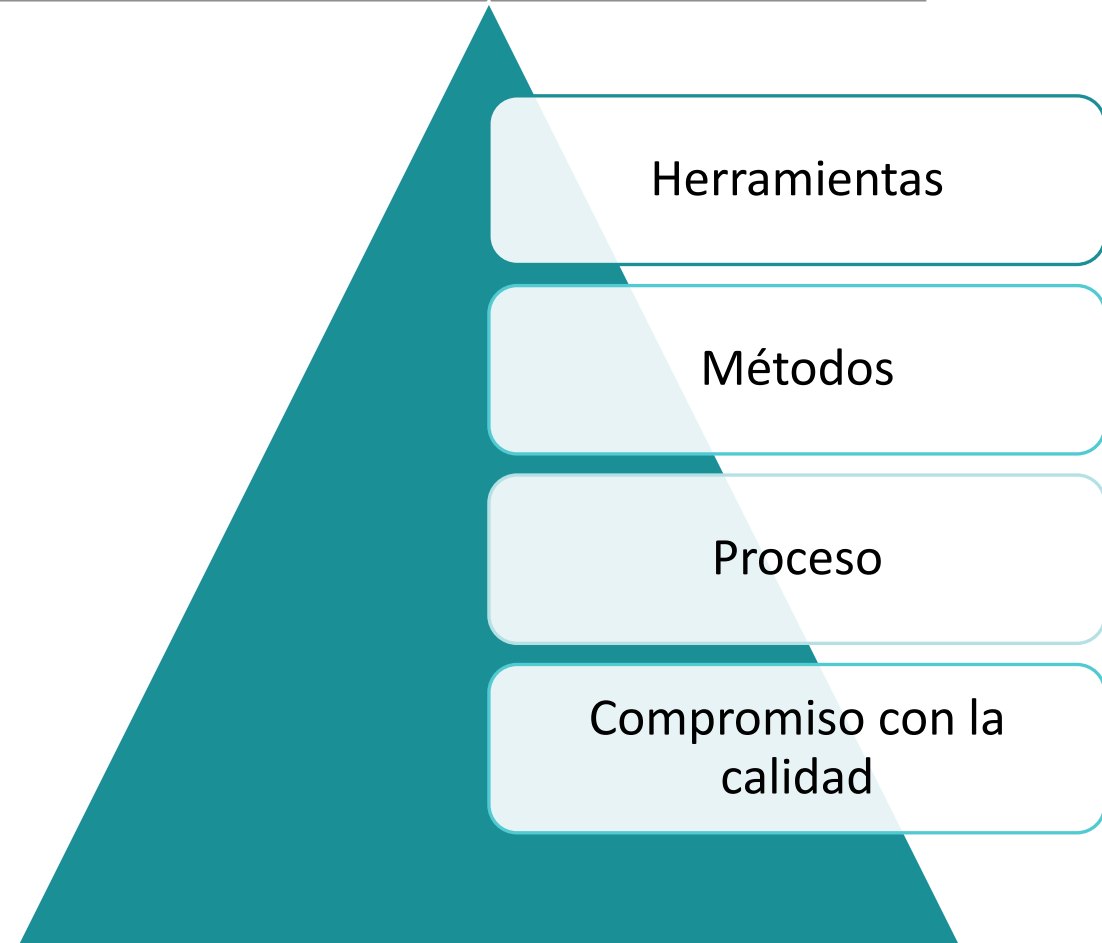 Herramientas
Métodos
Proceso
Compromiso con la
calidad